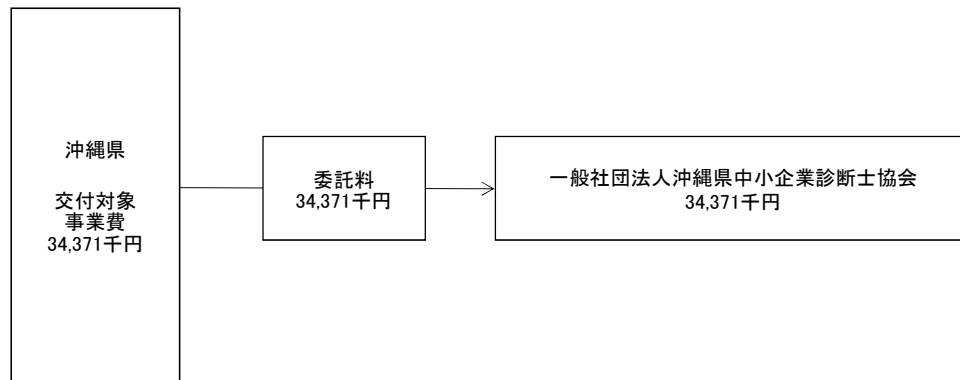 沖縄県
交付対象
事業費
34,371千円
委託料
34,371千円
一般社団法人沖縄県中小企業診断士協会
34,371千円